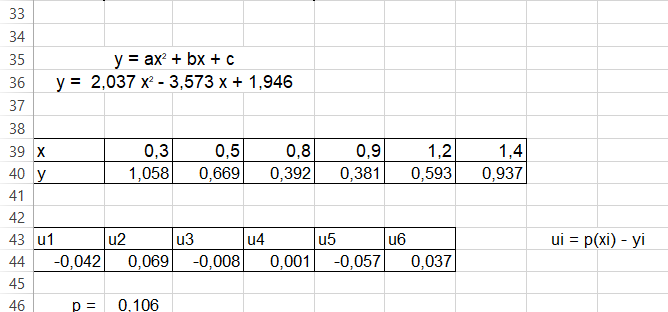 33
34
35 y = ax² + bx + c
36 y = 2,037 x² - 3,573 x + 1,946
37
38
39 x 0,3 0,5 0,8 0,9 1,2 1,4
40 y 1,058 0,669 0,392 0,381 0,593 0,937
41
42
43 u1 u2 u3 u4 u5 u6 ui = p(xi) - yi
44 -0,042 0,069 -0,008 0,001 -0,057 0,037
45
46 p = 0,106